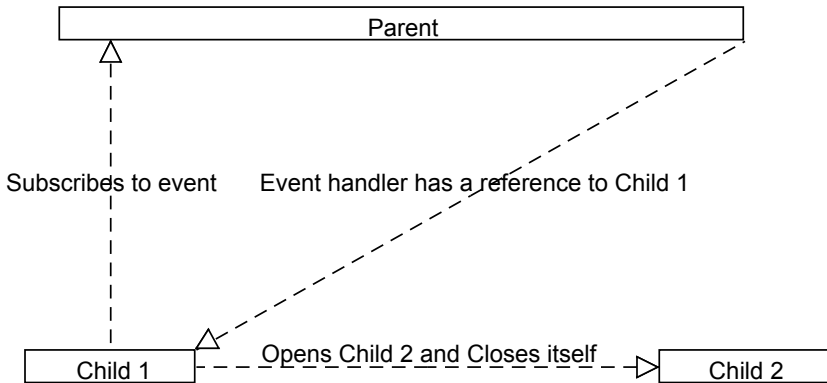 Parent
Subscribes to event
Event handler has a reference to Child 1
Opens Child 2 and Closes itself
Child 1
Child 2